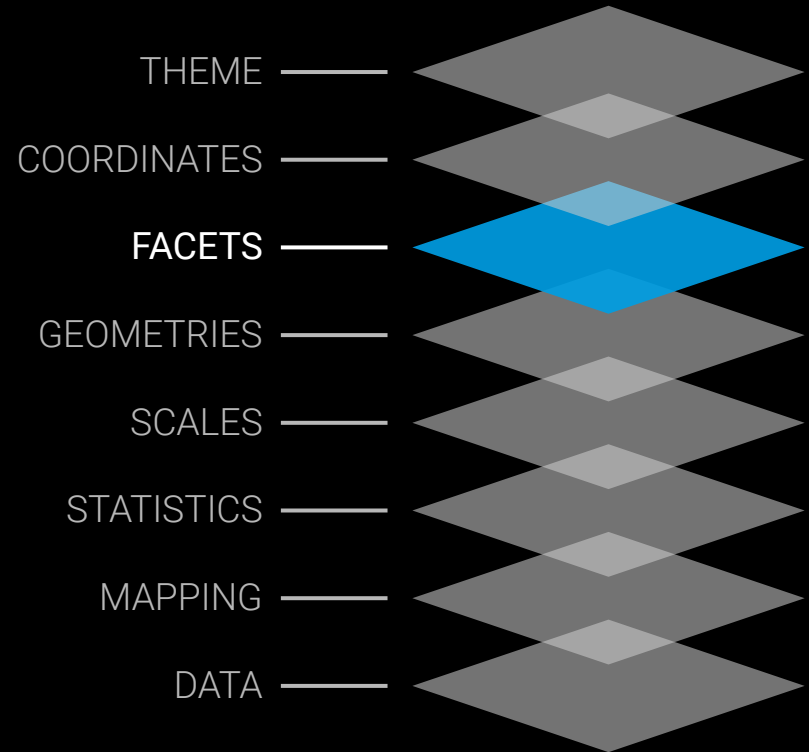 THEME
COORDINATES
FACETS
GEOMETRIES
SCALES
STATISTICS
MAPPING
DATA